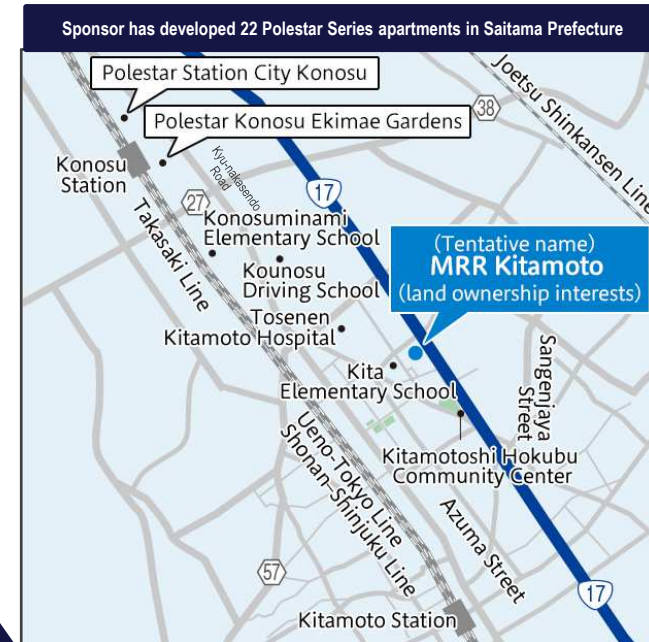 Sponsor has developed 22 Polestar Series apartments in Saitama Prefecture
Polestar Station City Konosu
Polestar Konosu Ekimae Gardens
Joetsu Shinkansen Line
38
Konosu
Station
Kyu-nakasendo
Road
17
27
Takasaki Line
Konosuminami
Elementary School
Kounosu
Driving School
(Tentative name)
MRR Kitamoto
(land ownership interests)
Tosenen
Kitamoto Hospital
Kita
Elementary School
Sangenjaya
Street
Kitamotoshi Hokubu
Community Center
Ueno-Tokyo Line
Shonan-Shinjuku Line
Azuma Street
57
17
Kitamoto Station